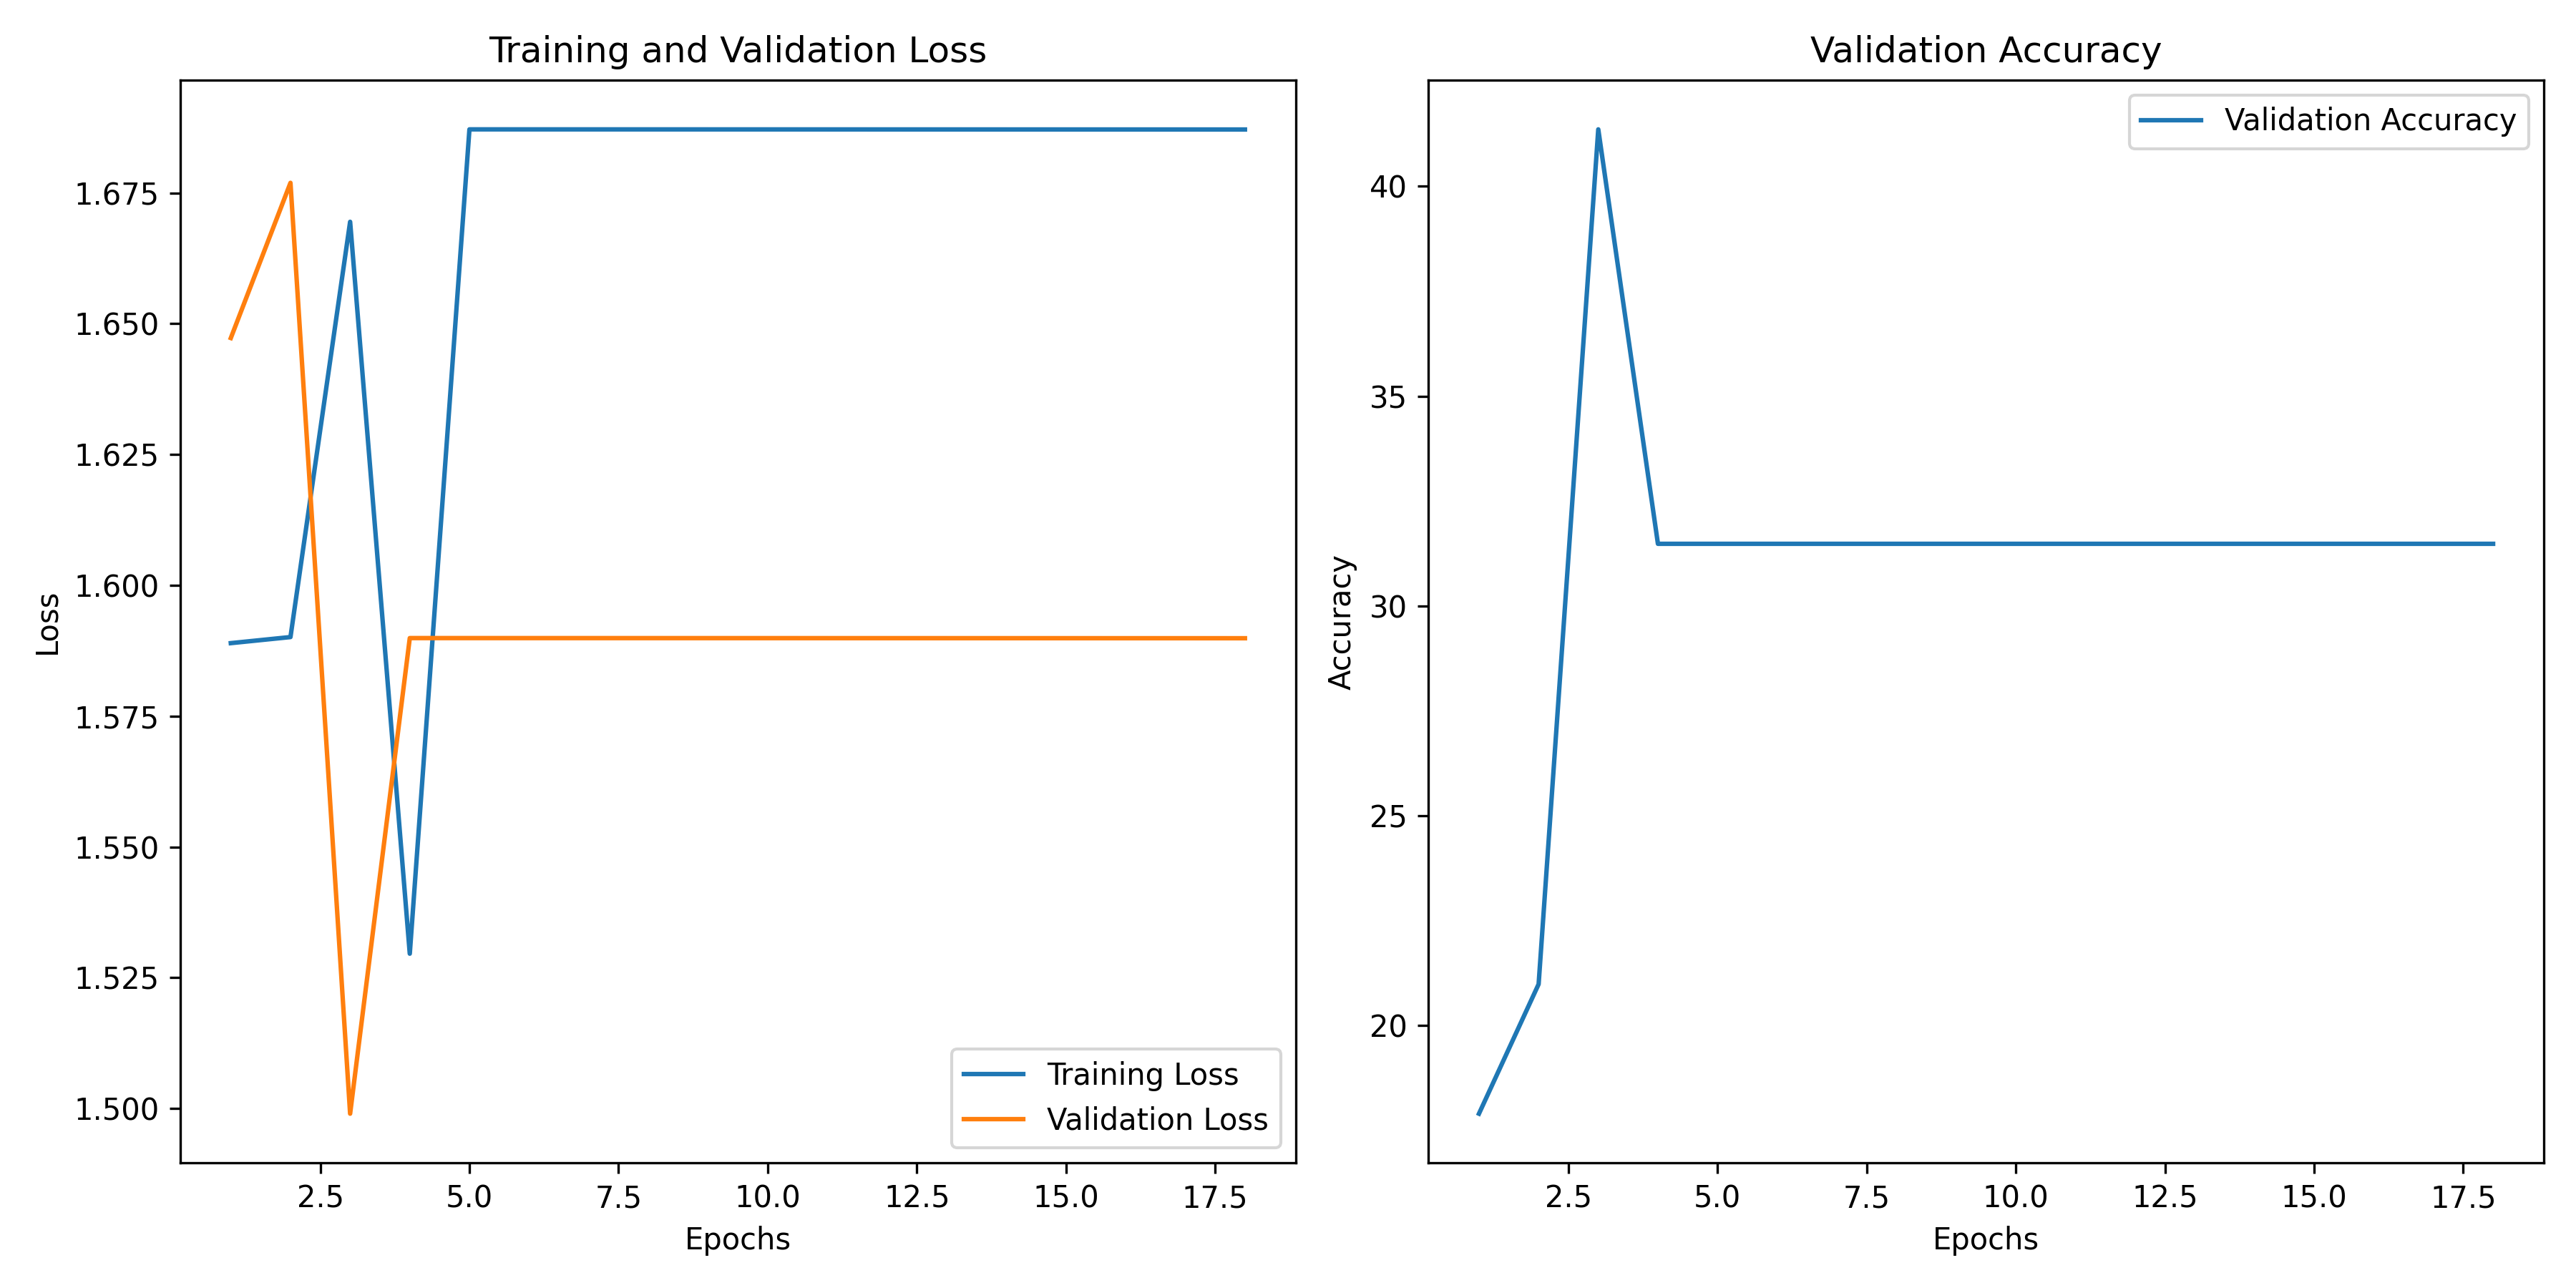 Training and Validation Loss
1.675
1.650
1.625
1.600
1.575
1.550
1.525
1.500
Loss
Training Loss
Validation Loss
2.5 5.0 7.5 10.0 12.5 15.0 17.5
Epochs
Validation Accuracy
Validation Accuracy
40
35
30
25
20
Accuracy
2.5 5.0 7.5 10.0 12.5 15.0 17.5
Epochs